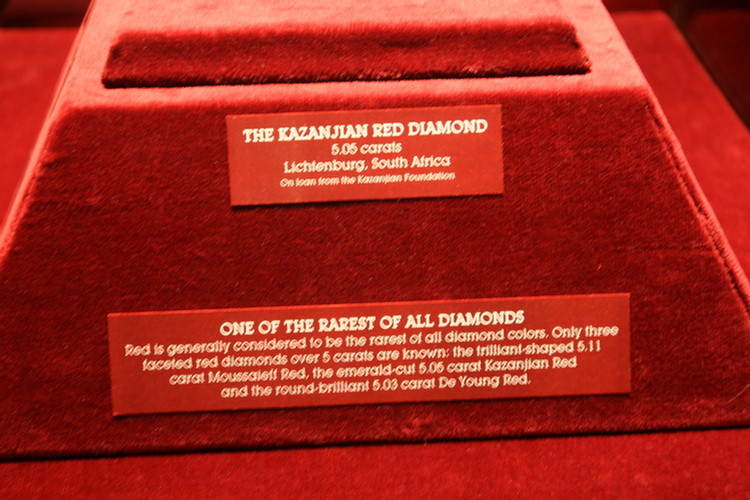 THE KAZANJIAN RED DIAMOND
5.05 carats
Lichtenburg, South Africa
On loan from the Kazanjian Foundation
ONE OF THE RAREST OF ALL DIAMONDS
Red is generally considered to be the rarest of all diamond colors. Only three
faceted red diamonds over 5 carats are known: the trilliant-shaped 5.11
carat Moussaieff Red, the emerald-cut 5.05 carat Kazanjian Red
and the round-brilliant 5.03 carat De Young Red.